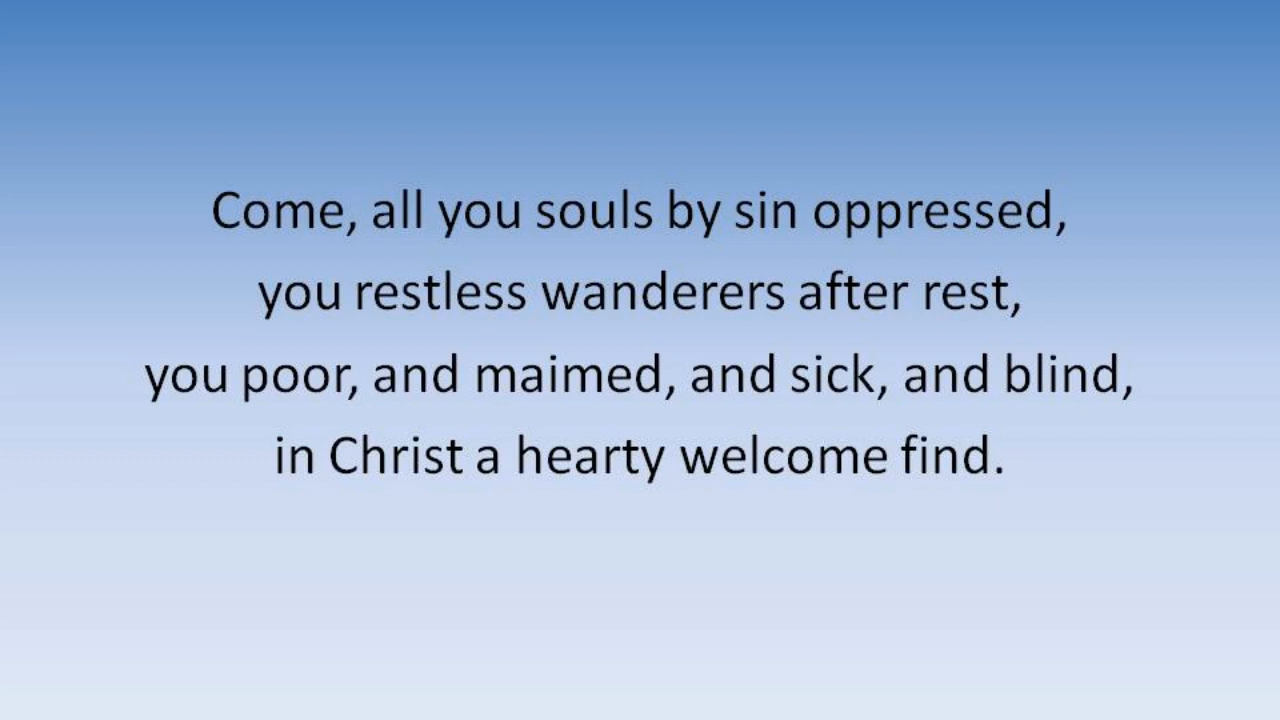 Come, all you souls by sin oppressed,
you restless wanderers after rest,
you poor, and maimed, and sick, and blind,
in Christ a hearty welcome find.